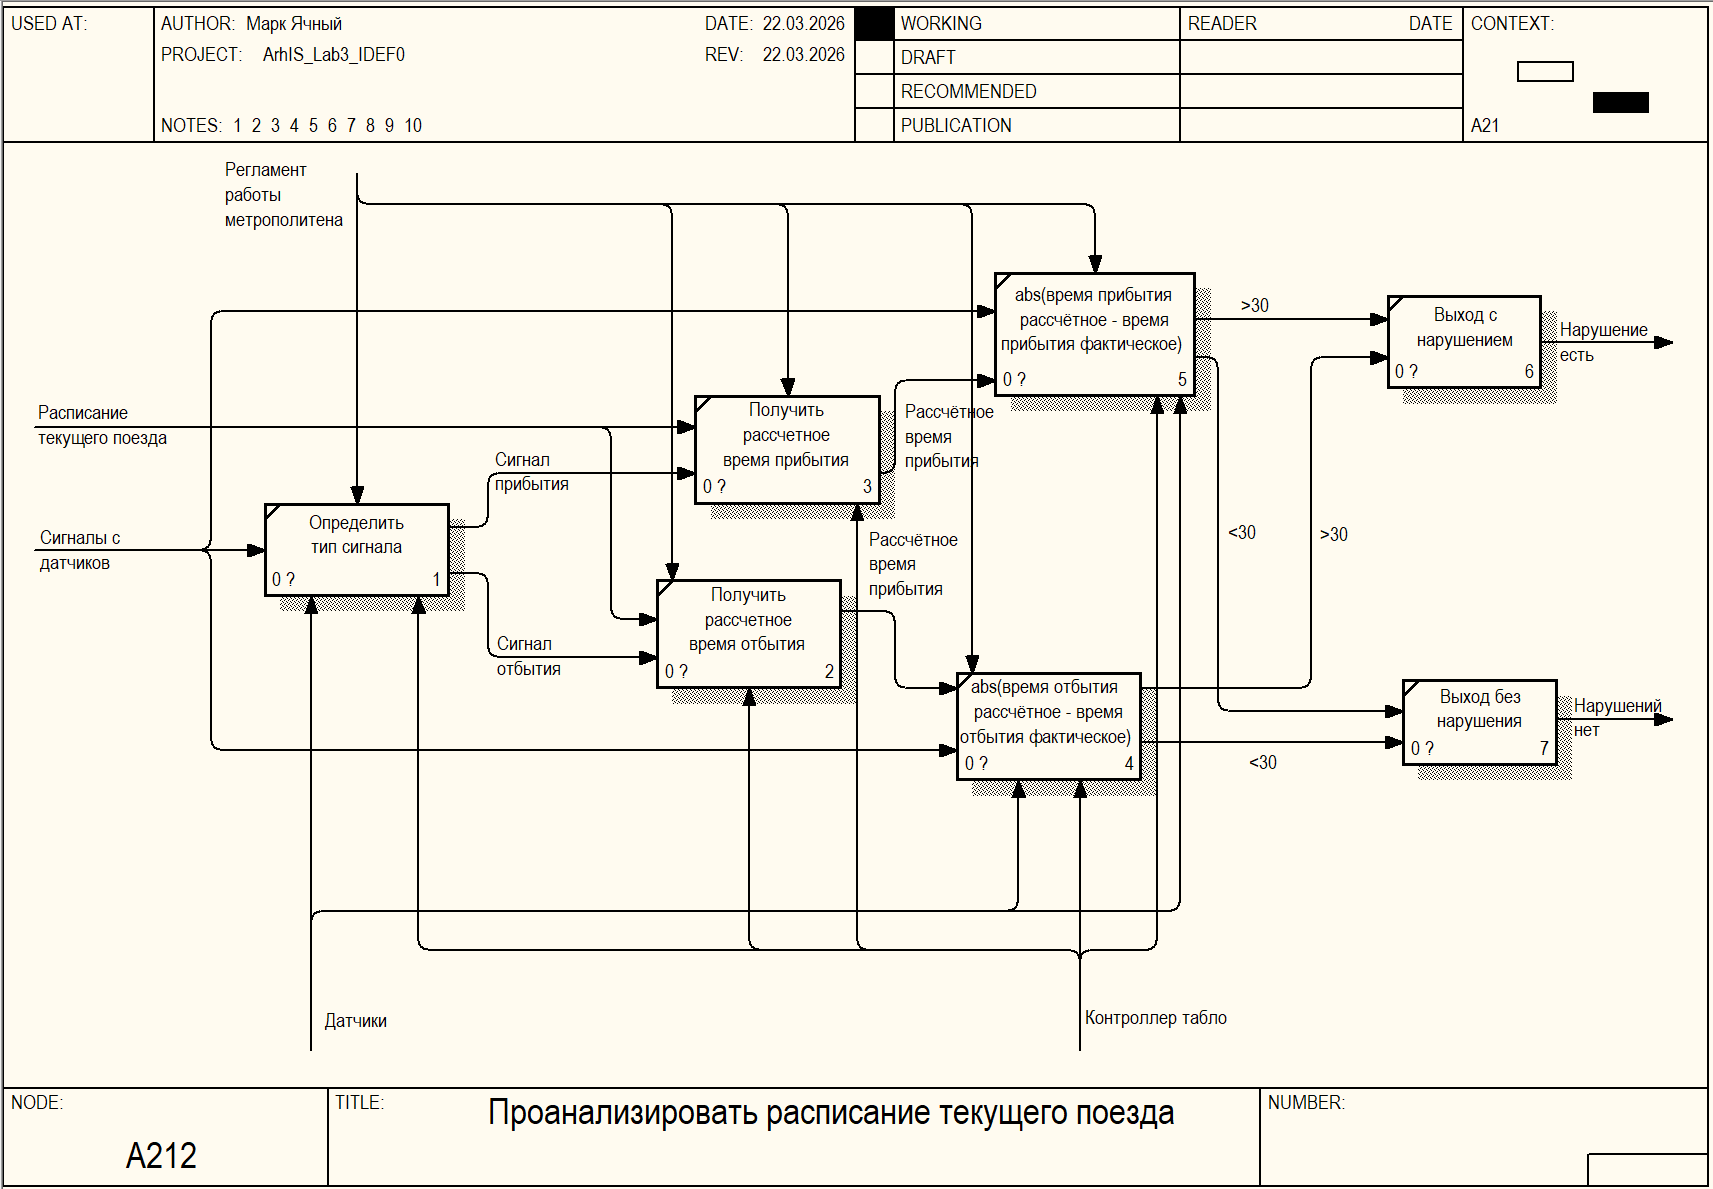 USED AT:
AUTHOR: Марк Ячный
DATE: 22.03.2026
PROJECT: ArhIS_Lab3_IDEF0
REV: 22.03.2026
NOTES: 1 2 3 4 5 6 7 8 9 10
WORKING
DRAFT
RECOMMENDED
PUBLICATION
READER DATE
CONTEXT:
A21
Регламент
работы
метрополитена
Расписание
текущего поезда
Сигналы с
датчиков
Определить
тип сигнала
0 ? 1
Сигнал
прибытия
Сигнал
отбытия
Получить
рассчетное
время прибытия
0 ? 3
Получить
рассчетное
время отбытия
0 ? 2
Рассчётное
время
прибытия
Рассчётное
время
прибытия
abs(время прибытия
рассчётное - время
прибытия фактическое)
0 ? 5
abs(время отбытия
рассчётное - время
отбытия фактическое)
0 ? 4
>30
<30
>30
<30
Выход с
нарушением
0 ? 6
Нарушение
есть
Выход без
нарушения
0 ? 7
Нарушений
нет
Датчики
Контроллер табло
NODE:
A212
TITLE:
Проанализировать расписание текущего поезда
NUMBER: